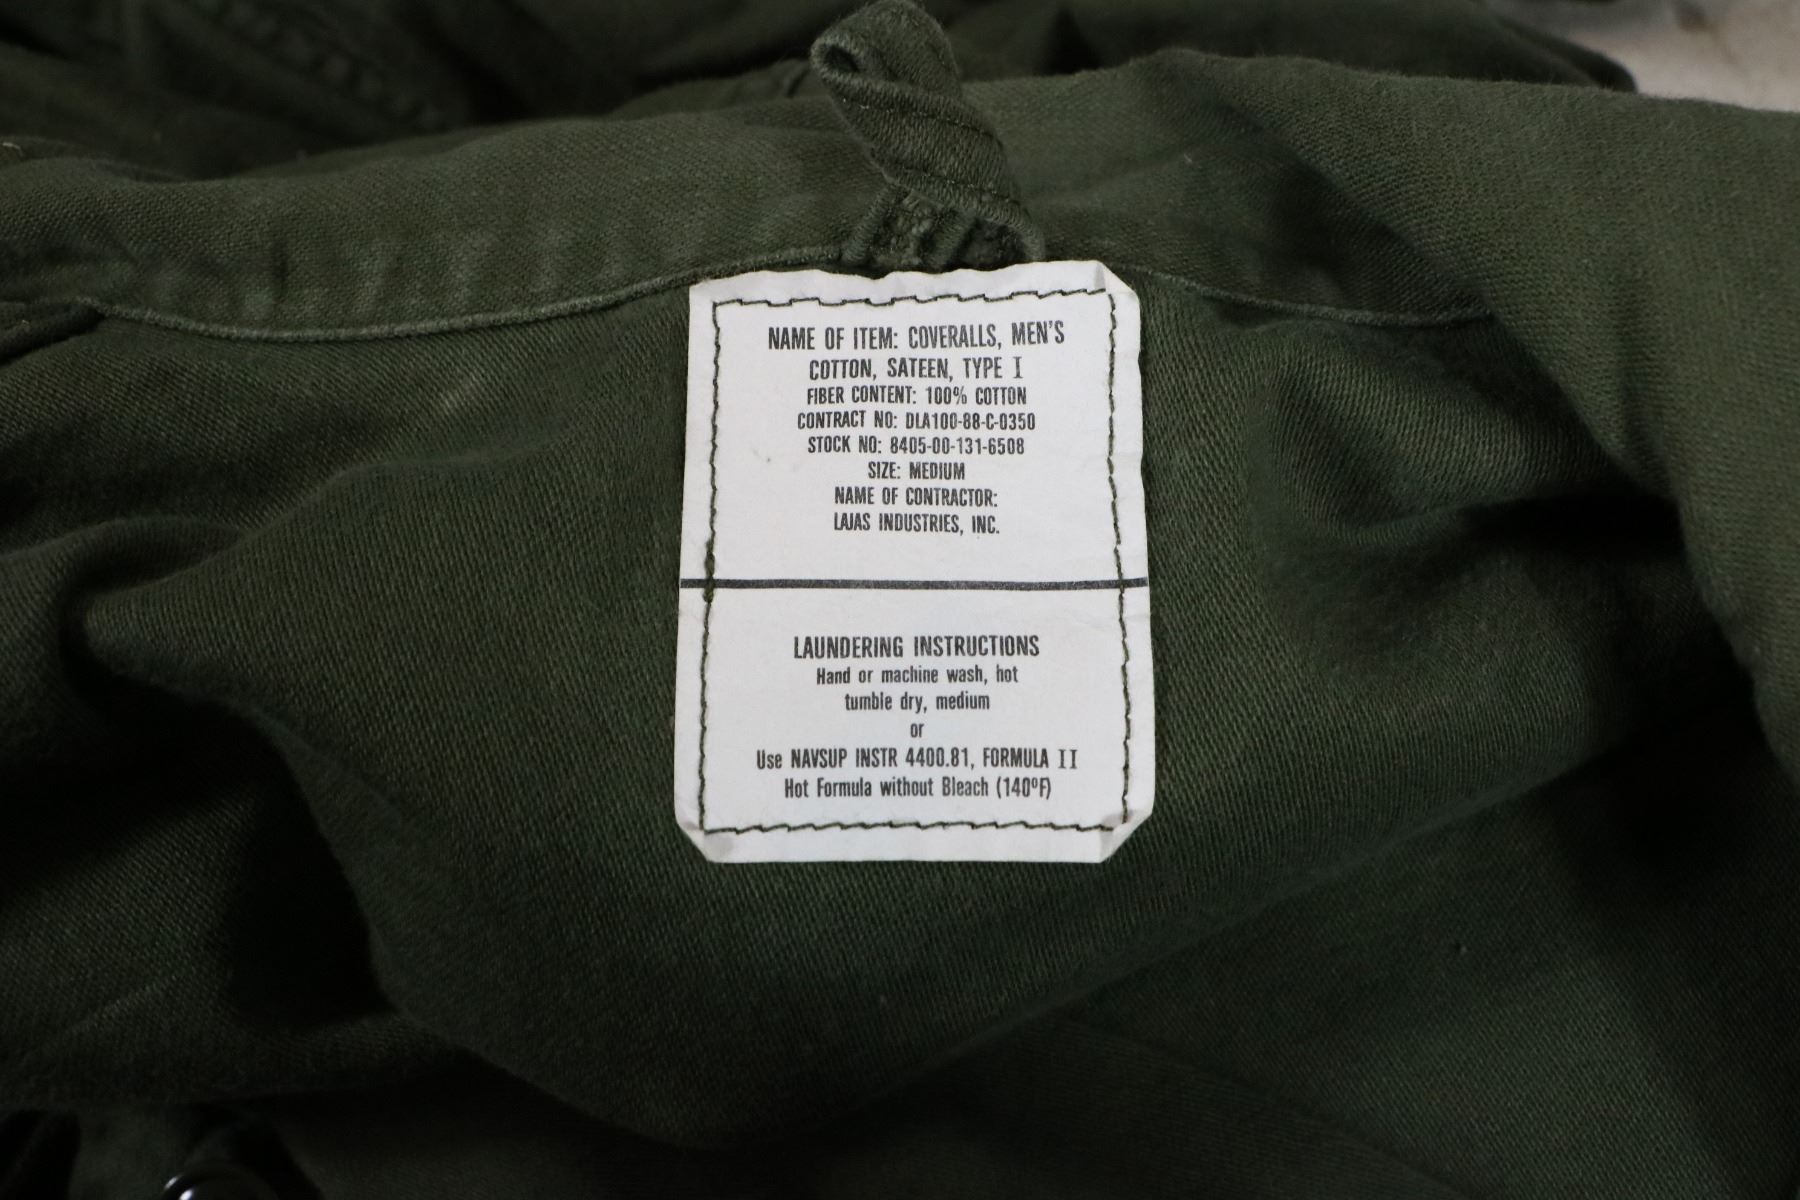 NAME OF ITEM: COVERALLS, MEN'S
COTTON, SATEEN, TYPE I
FIBER CONTENT: 100% COTTON
CONTRACT NO: DLA100-88-C-0350
STOCK NO: 8405-00-131-6508
SIZE: MEDIUM
NAME OF CONTRACTOR:
LAJAS INDUSTRIES, INC.
LAUNDERING INSTRUCTIONS
Hand or machine wash, hot
tumble dry, medium
or
Use NAVSUP INSTR 4400.81, FORMULA II
Hot Formula without Bleach (140ºF)